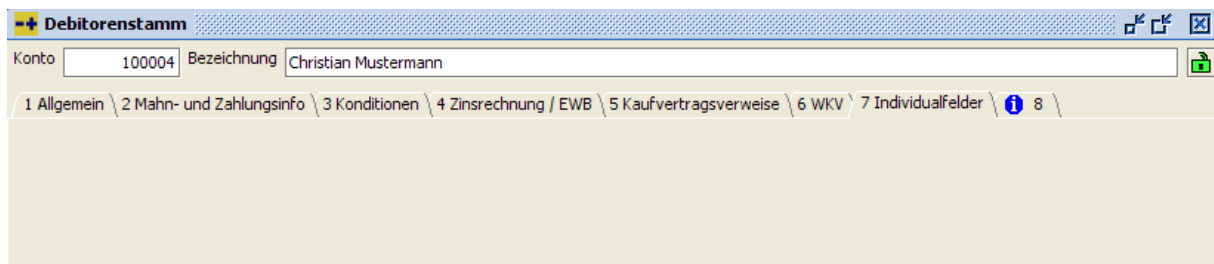 Debitorenstamm
Konto 100004 Bezeichnung Christian Mustermann
1 Allgemein 2 Mahn- und Zahlungsinfo 3 Konditionen 4 Zinsrechnung / EWB 5 Kaufvertragsverweise 6 WKV 7 Individualfelder i 8